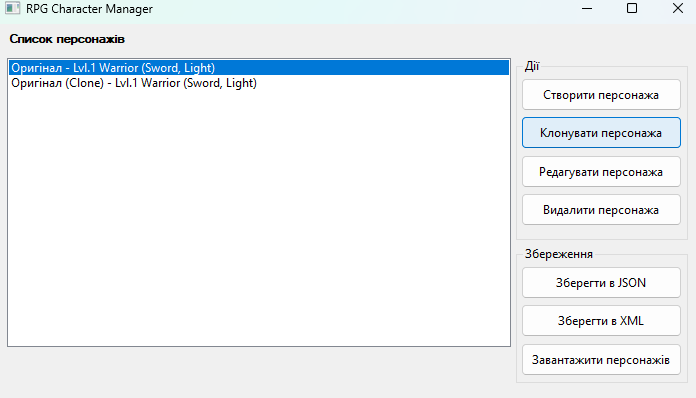 RPG Character Manager
Список персонажів
Оригінал - Lvl.1 Warrior (Sword, Light)
Оригінал (Clone) - Lvl.1 Warrior (Sword, Light)
Дії
Створити персонажа
Клонувати персонажа
Редагувати персонажа
Видалити персонажа
Збереження
Зберегти в JSON
Зберегти в XML
Завантажити персонажів